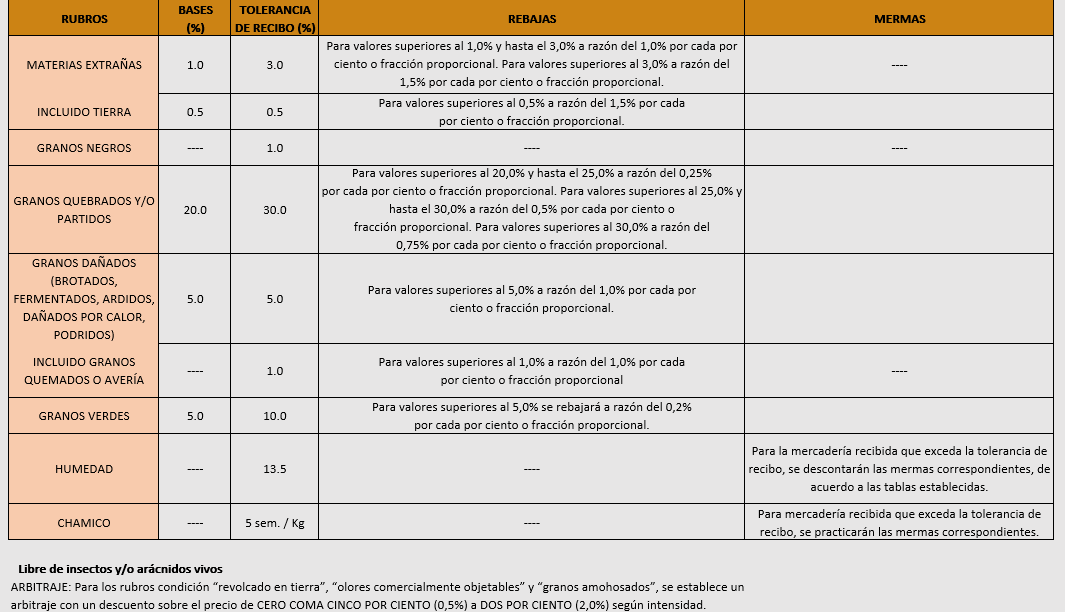 RUBROS
BASES
(%)
TOLERANCIA
DE RECIBO (%)
REBAJAS
MERMAS
MATERIAS EXTRAÑAS
1.0
3.0
Para valores superiores al 1,0% y hasta el 3,0% a razón del 1,0% por cada por
ciento o fracción proporcional. Para valores superiores al 3,0% a razón del
1,5% por cada por ciento o fracción proporcional.
----
INCLUIDO TIERRA
0.5
0.5
Para valores superiores al 0,5% a razón del 1,5% por cada
por ciento o fracción proporcional.
GRANOS NEGROS
----
1.0
----
----
GRANOS QUEBRADOS Y/O
PARTIDOS
20.0
30.0
Para valores superiores al 20,0% y hasta el 25,0% a razón del 0,25%
por cada por ciento o fracción proporcional. Para valores superiores al 25,0% y
hasta el 30,0% a razón del 0,5% por cada por ciento o
fracción proporcional. Para valores superiores al 30,0% a razón del
0,75% por cada por ciento o fracción proporcional.
GRANOS DAÑADOS
(BROTADOS,
FERMENTADOS, ARDIDOS,
DAÑADOS POR CALOR,
PODRIDOS)
5.0
5.0
Para valores superiores al 5,0% a razón del 1,0% por cada por
ciento o fracción proporcional.
INCLUIDO GRANOS
QUEMADOS O AVERÍA
----
1.0
Para valores superiores al 1,0% a razón del 1,0% por cada
por ciento o fracción proporcional
----
GRANOS VERDES
5.0
10.0
Para valores superiores al 5,0% se rebajará a razón del 0,2%
por cada por ciento o fracción proporcional.
HUMEDAD
----
13.5
----
Para la mercadería recibida que exceda la tolerancia de
recibo, se descontarán las mermas correspondientes, de
acuerdo a las tablas establecidas.
CHAMICO
----
5 sem. / Kg
----
Para mercadería recibida que exceda la tolerancia de
recibo, se practicarán las mermas correspondientes.
Libre de insectos y/o arácnidos vivos
ARBITRAJE: Para los rubros condición “revolcado en tierra”, “olores comercialmente objetables” y “granos amohosados”, se establece un
arbitraje con un descuento sobre el precio de CERO COMA CINCO POR CIENTO (0,5%) a DOS POR CIENTO (2,0%) según intensidad.